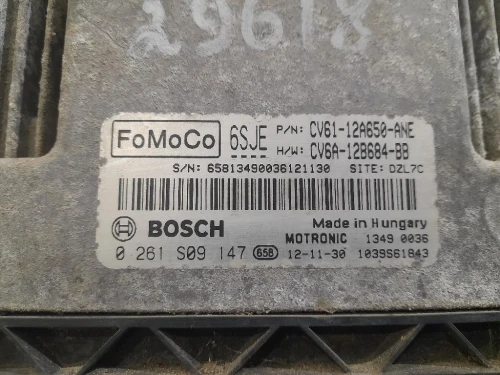 29618
FoMoCo 6SJE P/N: CV61-12A650-ANE
H/W: CV6A-12B684-BB
S/N: 65813490036121130 SITE: DZL7C
BOSCH Made in Hungary
MOTRONIC 1349 0036
0 261 S09 147 658 12-11-30 1039S61843